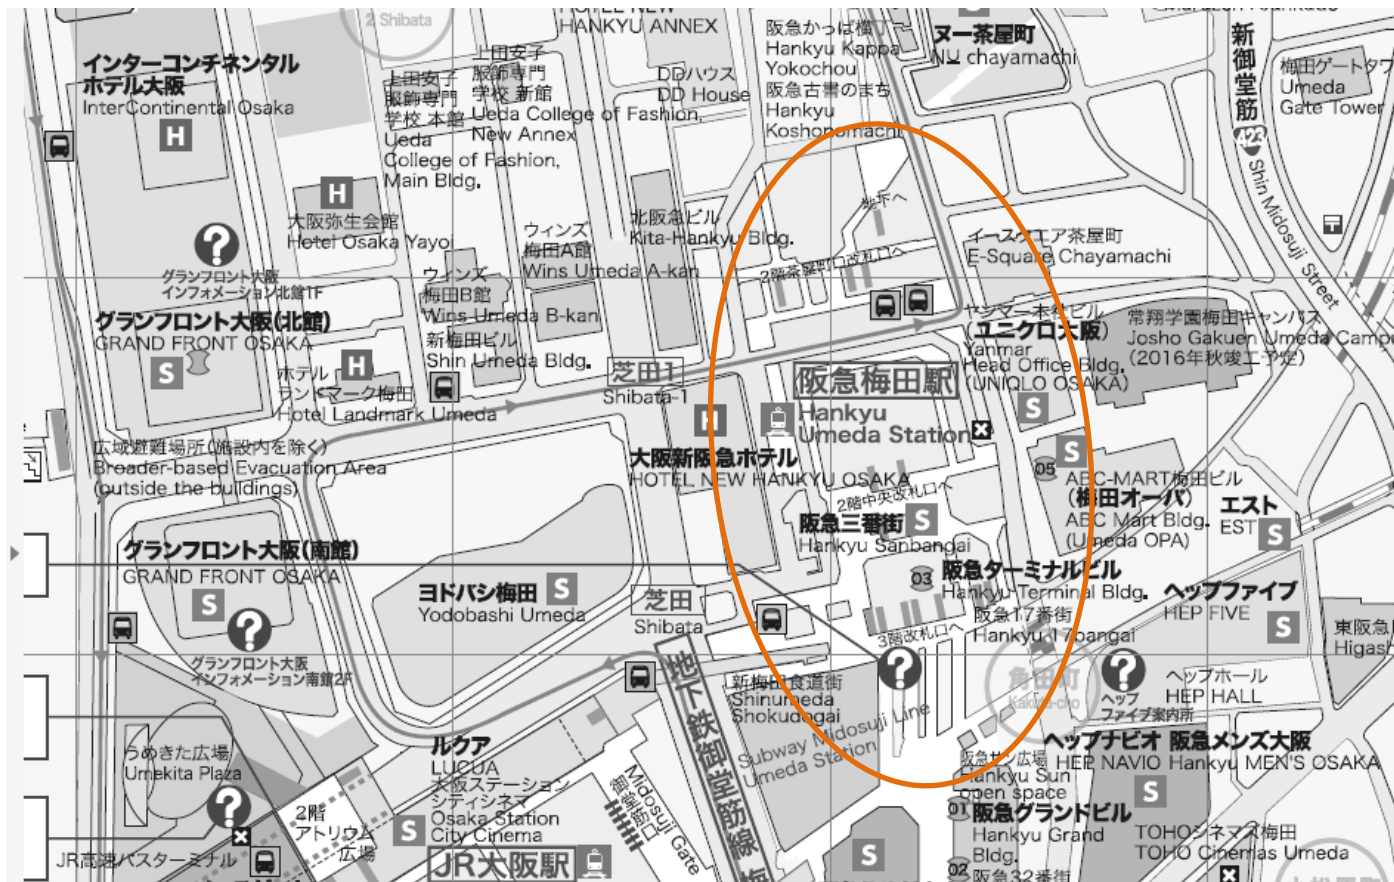 2 Shibata
HOTEL NEW
HANKYU ANNEX
インターコンチネンタル
ホテル大阪
InterContinental Osaka
H
上田安子
服飾専門
学校 本館
Ueda
College of Fashion,
Main Bldg.
上田安子
服飾専門
学校 新館
Ueda College of Fashion,
New Annex
DDハウス
DD House
阪急かっぱ横丁
Hankyu Kappa
Yokochou
阪急古書のまち
Hankyu
Koshonomachi
ヌー茶屋町
NU chayamachi
新御堂筋
423
Shin Midosuji Street
梅田ゲートタワ
Umeda
Gate Tower
H
大阪弥生会館
Hotel Osaka Yayoi
?
グランフロント大阪
インフォメーション北館1F
グランフロント大阪(北館)
GRAND FRONT OSAKA
S
ウィンズ
梅田A館
Wins Umeda A-kan
ウィンズ
梅田B館
Wins Umeda B-kan
新梅田ビル
Shin Umeda Bldg.
北阪急ビル
Kita-Hankyu Bldg.
地下へ
2階茶屋町口改札口へ
イースクエア茶屋町
E-Square Chayamachi
H
ホテル
ランドマーク梅田
Hotel Landmark Umeda
芝田1
Shibata-1
ヤンマー本社ビル
(ユニクロ大阪)
Yanmar
Head Office Bldg.
(UNIQLO OSAKA)
S
常翔学園梅田キャンパス
Josho Gakuen Umeda Campu
(2016年秋竣工予定)
阪急梅田駅
Hankyu
Umeda Station
H
大阪新阪急ホテル
HOTEL NEW HANKYU OSAKA
広域避難場所(施設内を除く)
Broader-based Evacuation Area
(outside the buildings)
2階中央改札口へ
阪急三番街
S
Hankyu Sanbangai
S
05
ABC-MART梅田ビル
(梅田オーパ)
ABC Mart Bldg.
(Umeda OPA)
エスト
EST
S
グランフロント大阪(南館)
GRAND FRONT OSAKA
S
?
グランフロント大阪
インフォメーション南館2F
ヨドバシ梅田
S
Yodobashi Umeda
芝田
Shibata
03
阪急ターミナルビル
Hankyu Terminal Bldg.
3階改札口へ
阪急17番街
Hankyu 17bangai
ヘップファイブ
HEP FIVE
S
東阪急
Higash
?
角田町
Kakuta-cho
?
ヘップ
ファイブ案内所
ヘップホール
HEP HALL
新梅田食道街
Shinumeda
Shokudogai
地下鉄御堂筋線
Subway Midosuji Line
Umeda Station
うめきた広場
Umekita Plaza
?
2階
アトリウム
広場
ルクア
LUCUA
大阪ステーション
シティシネマ
Osaka Station
City Cinema
S
御堂筋口
Midosuji Gate
JR高速バスターミナル
JR大阪駅
S
阪急サン広場
Hankyu Sun
open space
01
阪急グランドビル
Hankyu Grand
Bldg.
02
阪急32番街
ヘップナビオ
HEP NAVIO
阪急メンズ大阪
Hankyu MEN'S OSAKA
S
TOHOシネマズ梅田
TOHO Cinemas Umeda